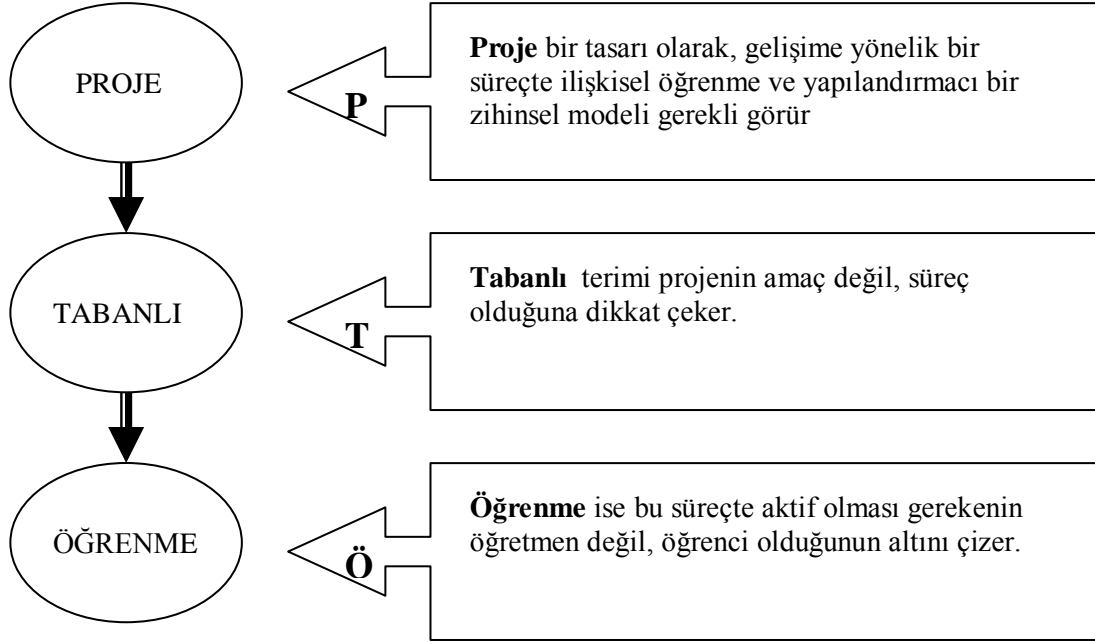 PROJE
P
Proje bir tasarı olarak, gelişime yönelik bir
süreçte ilişkisel öğrenme ve yapılandırmacı bir
zihinsel modeli gerekli görür
TABANLI
T
Tabanlı terimi projenin amaç değil, süreç
olduğuna dikkat çeker.
ÖĞRENME
Ö
Öğrenme ise bu süreçte aktif olması gerekenin
öğretmen değil, öğrenci olduğunun altını çizer.